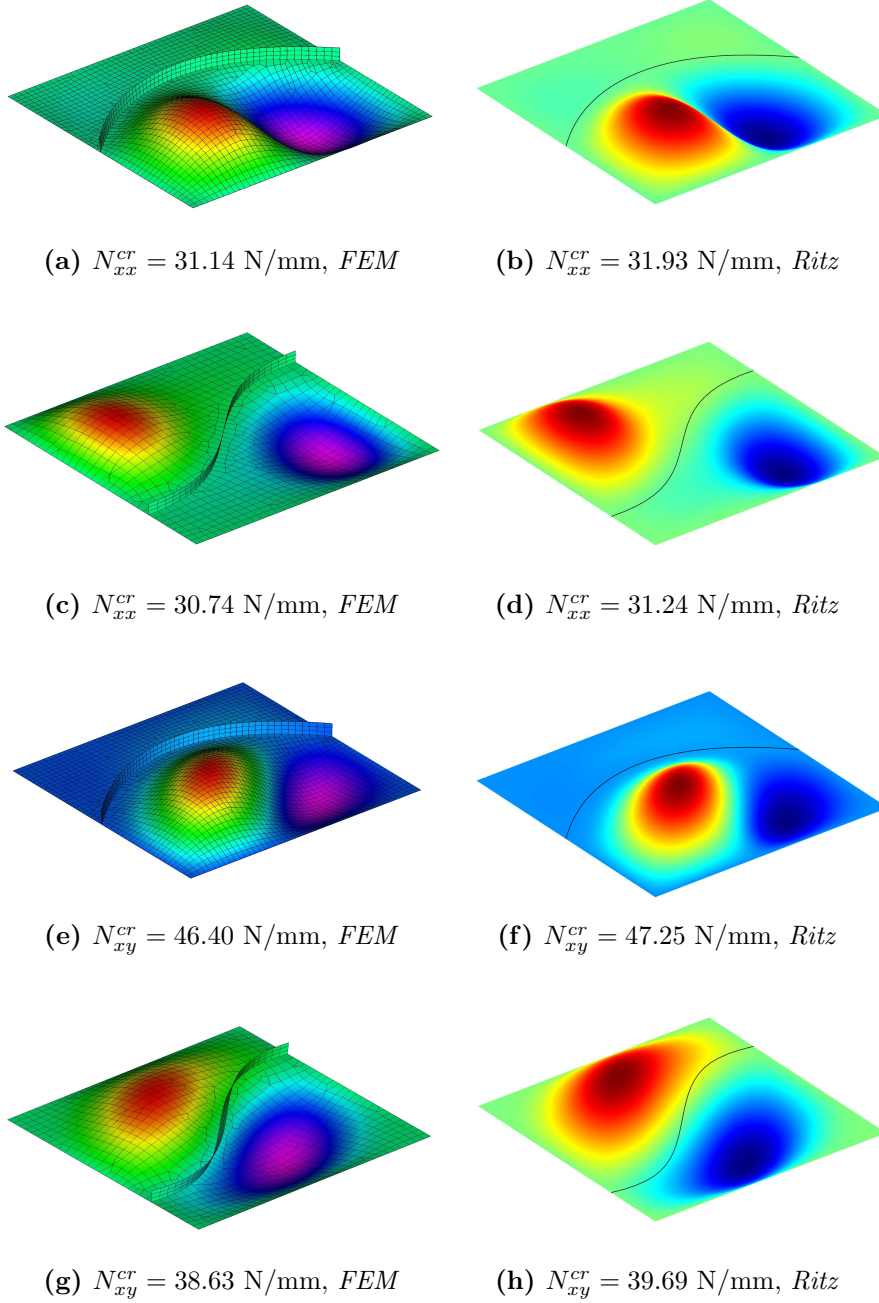 (a) $N_{xx}^{cr} = 31.14$ N/mm, FEM
(b) $N_{xx}^{cr} = 31.93$ N/mm, Ritz
(c) $N_{xx}^{cr} = 30.74$ N/mm, FEM
(d) $N_{xx}^{cr} = 31.24$ N/mm, Ritz
(e) $N_{xy}^{cr} = 46.40$ N/mm, FEM
(f) $N_{xy}^{cr} = 47.25$ N/mm, Ritz
(g) $N_{xy}^{cr} = 38.63$ N/mm, FEM
(h) $N_{xy}^{cr} = 39.69$ N/mm, Ritz